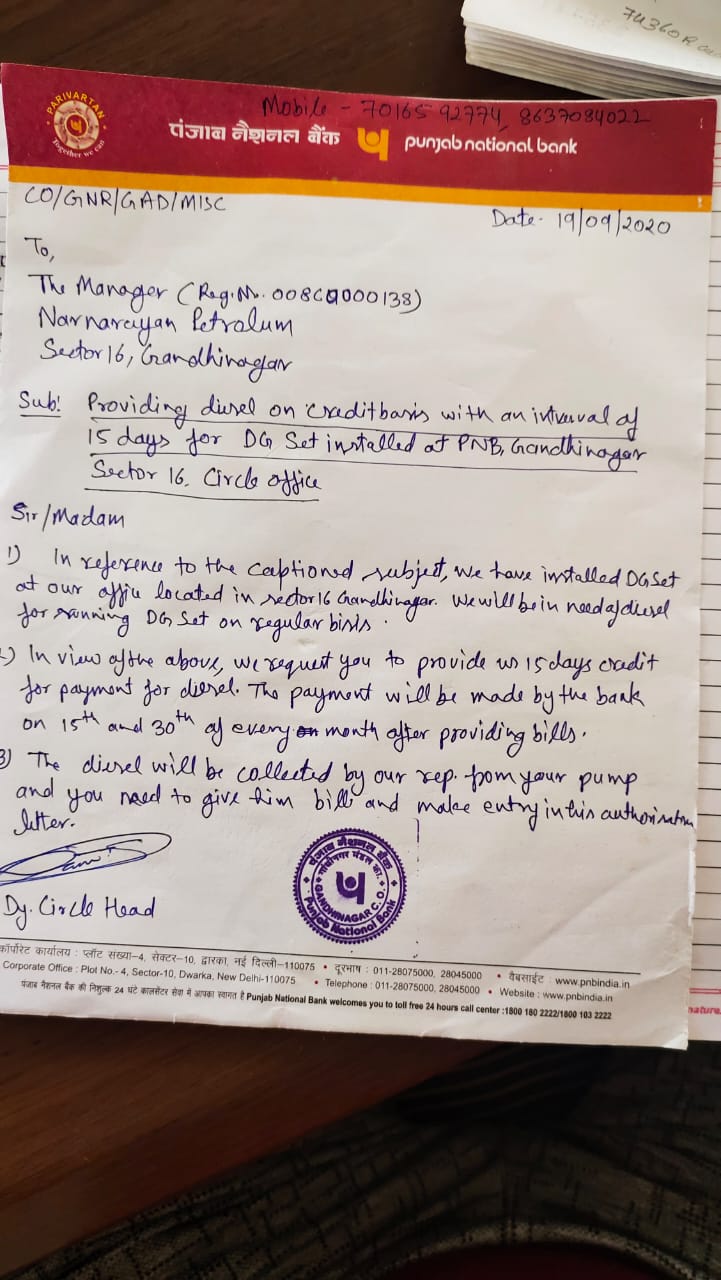 74360R
PARIVARTAN
Together we can
Mobile - 7016592774, 8637084022
पंजाब नैशनल बैंक punjab national bank
CO/GNR/GAD/MISC
Date- 19/09/2020
To,
The Manager (Reg.M. 008C0000138)
Narnarayan Petrolum
Sector 16, Gandhinagar
Sub: Providing diesel on credit basis with an interval of
15 days for DG Set installed at PNB, Gandhinagar
Sector 16. Circle office
Sir/Madam
1) In reference to the captioned subject, we have installed DG Set
at our office located in sector 16 Gandhinagar. We will be in need of diesel
for running DG Set on regular bisis.
2) In view of the above, we request you to provide us 15 days credit
for payment for diesel. The payment will be made by the bank
on 15th and 30th of every month after providing bills.
3) The diesel will be collected by our rep. from your pump
and you need to give him bill and make entry in this authorisation
letter.
पंजाब नैशनल बैंक
गांधीनगर मंडल का.
GANDHINAGAR C.O.
Punjab National Bank
Dy. Circle Head
कॉर्पोरेट कार्यालय : प्लॉट संख्या–4, सेक्टर–10, द्वारका, नई दिल्ली–110075 • दूरभाष : 011-28075000, 28045000 • वेबसाईट : www.pnbindia.in
Corporate Office : Plot No.- 4, Sector-10, Dwarka, New Delhi-110075 • Telephone : 011-28075000, 28045000 • Website : www.pnbindia.in
पंजाब नैशनल बैंक की निशुल्क 24 घंटे कालसेंटर सेवा में आपका स्वागत है Punjab National Bank welcomes you to toll free 24 hours call center :1800 180 2222/1800 103 2222
nature